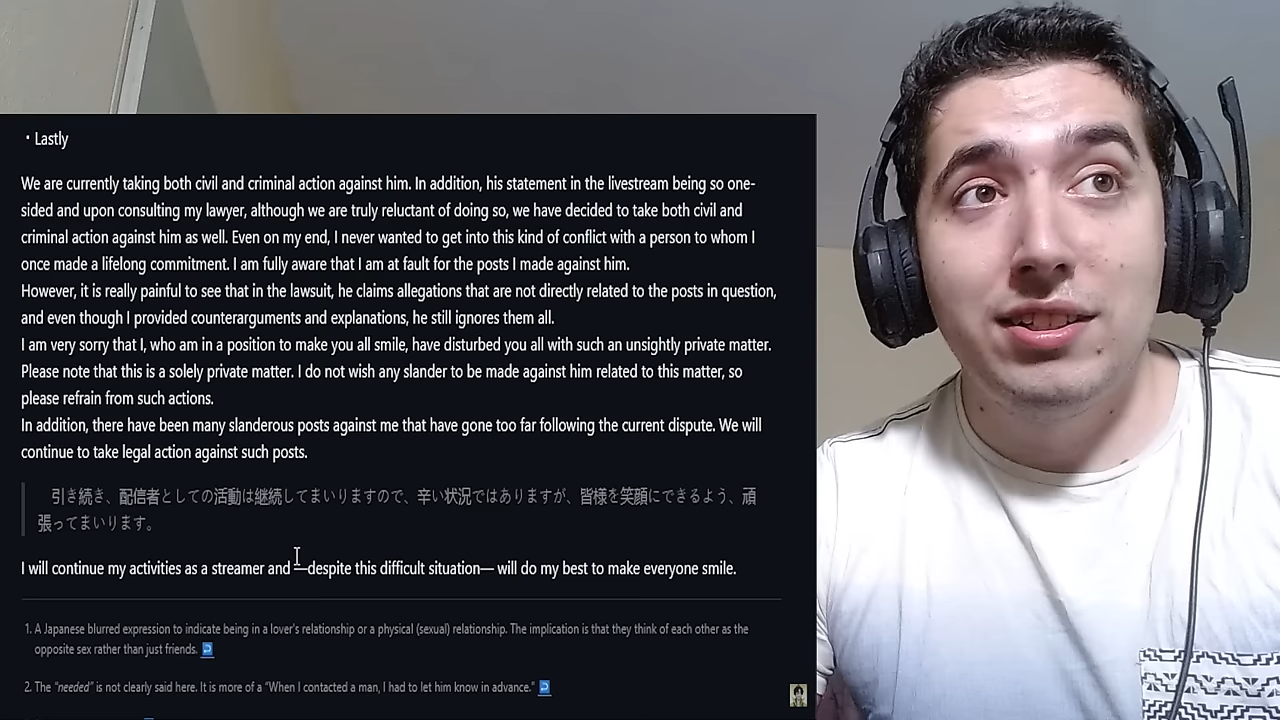 ・Lastly
We are currently taking both civil and criminal action against him. In addition, his statement in the livestream being so one-
sided and upon consulting my lawyer, although we are truly reluctant of doing so, we have decided to take both civil and
criminal action against him as well. Even on my end, I never wanted to get into this kind of conflict with a person to whom I
once made a lifelong commitment. I am fully aware that I am at fault for the posts I made against him.
However, it is really painful to see that in the lawsuit, he claims allegations that are not directly related to the posts in question,
and even though I provided counterarguments and explanations, he still ignores them all.
I am very sorry that I, who am in a position to make you all smile, have disturbed you all with such an unsightly private matter.
Please note that this is a solely private matter. I do not wish any slander to be made against him related to this matter, so
please refrain from such actions.
In addition, there have been many slanderous posts against me that have gone too far following the current dispute. We will
continue to take legal action against such posts.
引き続き、配信者としての活動は継続してまいりますので、辛い状況ではありますが、皆様を笑顔にできるよう、頑
張ってまいります。
I will continue my activities as a streamer and —despite this difficult situation— will do my best to make everyone smile.
1. A Japanese blurred expression to indicate being in a lover's relationship or a physical (sexual) relationship. The implication is that they think of each other as the
opposite sex rather than just friends.
2. The "needed" is not clearly said here. It is more of a "When I contacted a man, I had to let him know in advance."